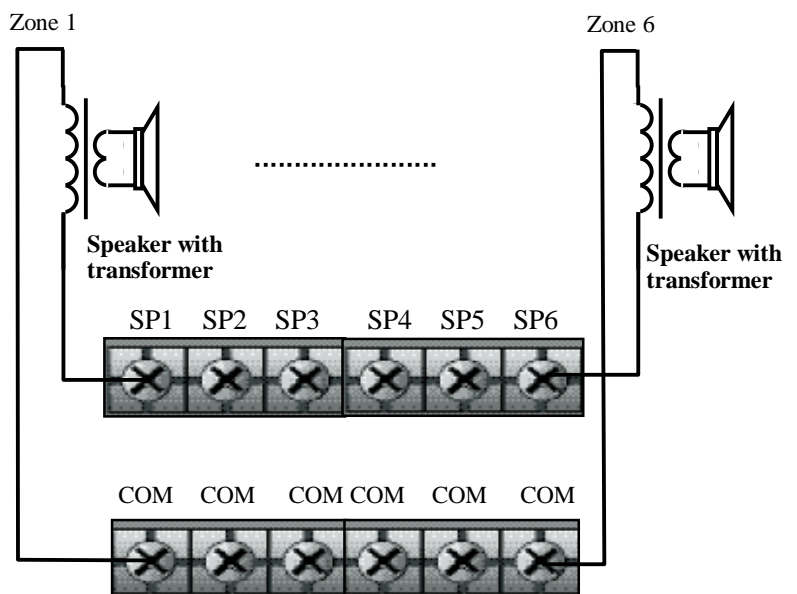 Zone 1
Zone 6
Speaker with
transformer
Speaker with
transformer
SP1 SP2 SP3 SP4 SP5 SP6
COM COM COM COM COM COM